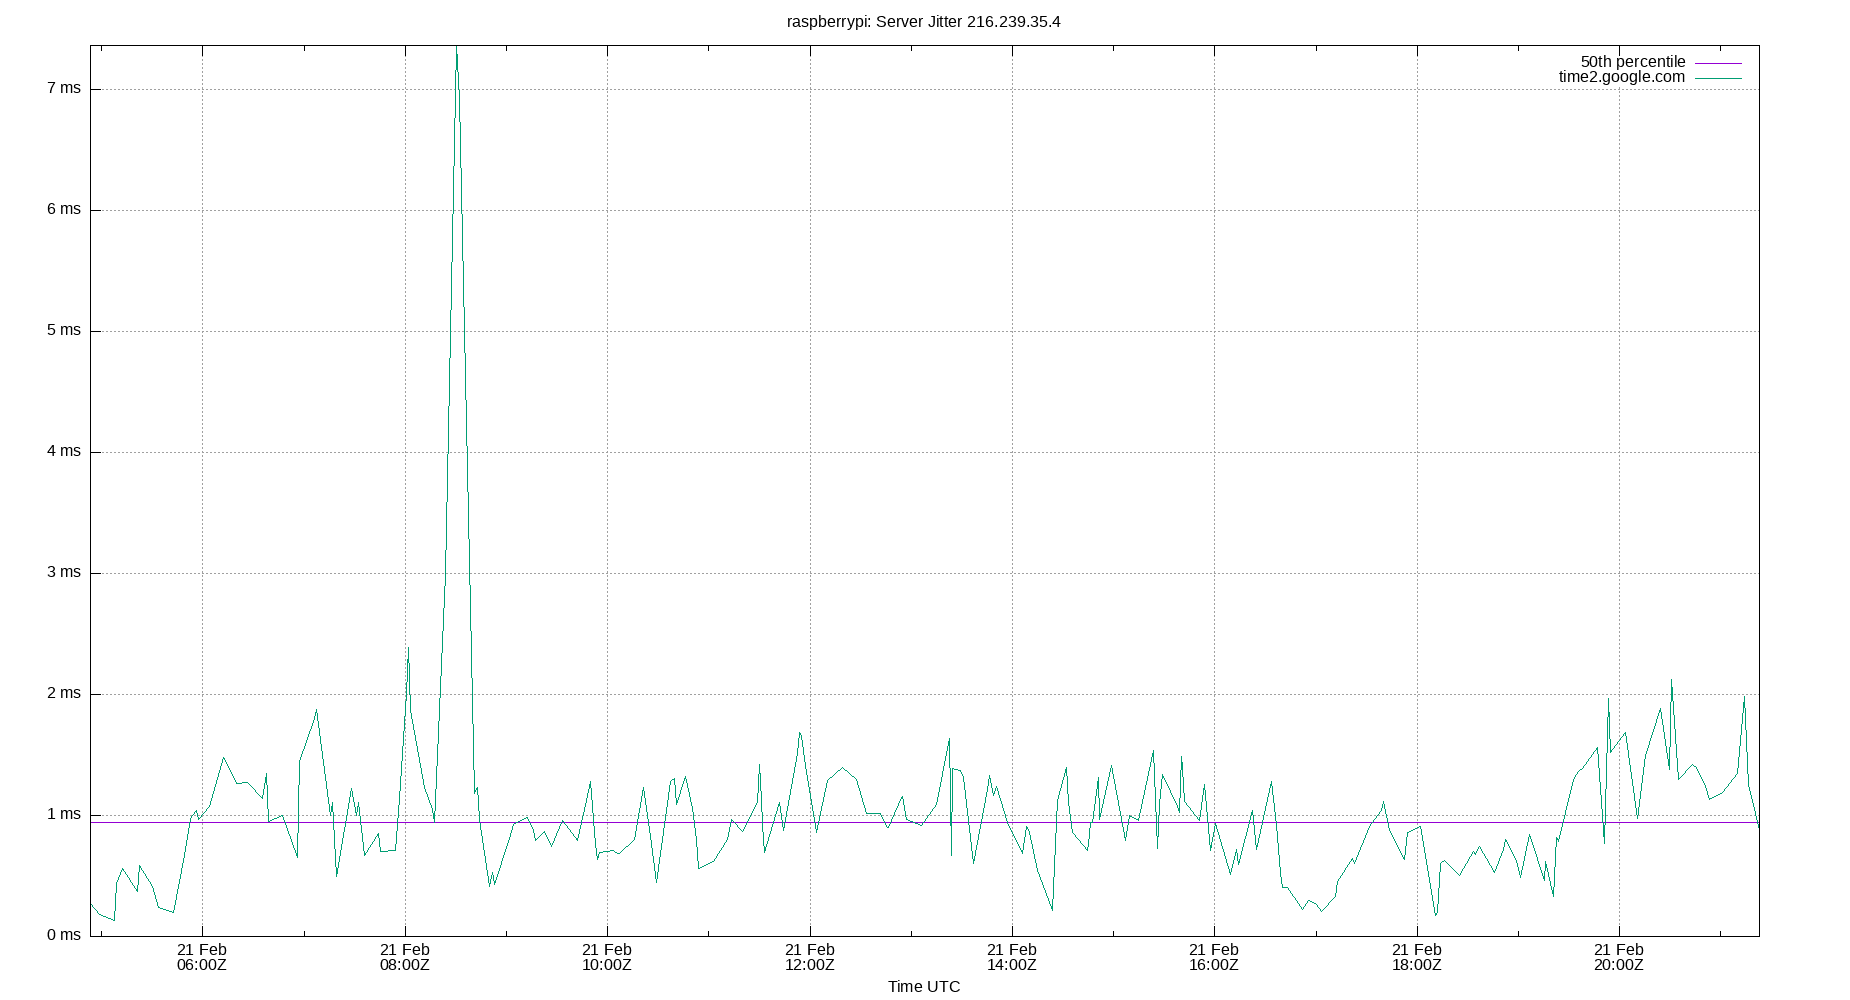 raspberrypi: Server Jitter 216.239.35.4
50th percentile
time2.google.com
7 ms
6 ms
5 ms
4 ms
3 ms
2 ms
1 ms
0 ms
21 Feb 21 Feb 21 Feb 21 Feb 21 Feb 21 Feb 21 Feb 21 Feb
06:00Z 08:00Z 10:00Z 12:00Z 14:00Z 16:00Z 18:00Z 20:00Z
Time UTC